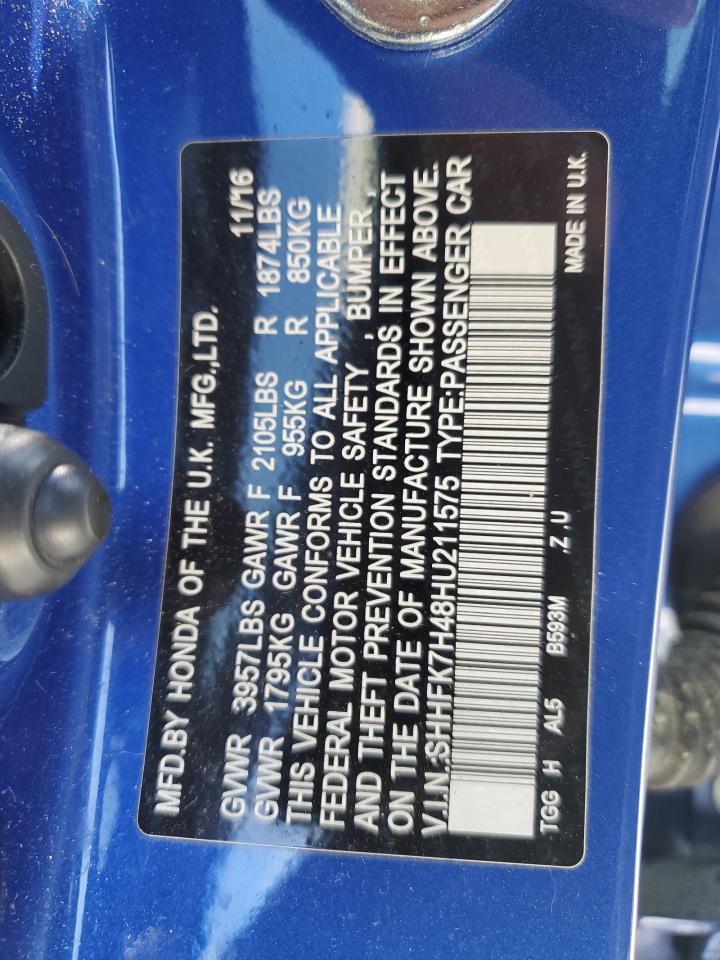 MFD.BY HONDA OF THE U.K. MFG.,LTD.
11/16
GVWR 3957LBS GAWR F 2105LBS R 1874LBS
GVWR 1795KG GAWR F 955KG R 850KG
THIS VEHICLE CONFORMS TO ALL APPLICABLE
FEDERAL MOTOR VEHICLE SAFETY , BUMPER ,
AND THEFT PREVENTION STANDARDS IN EFFECT
ON THE DATE OF MANUFACTURE SHOWN ABOVE.
V.I.N.:SHHFK7H48HU211575 TYPE:PASSENGER CAR
TGG H AL5 B593M .Z .U MADE IN U.K.